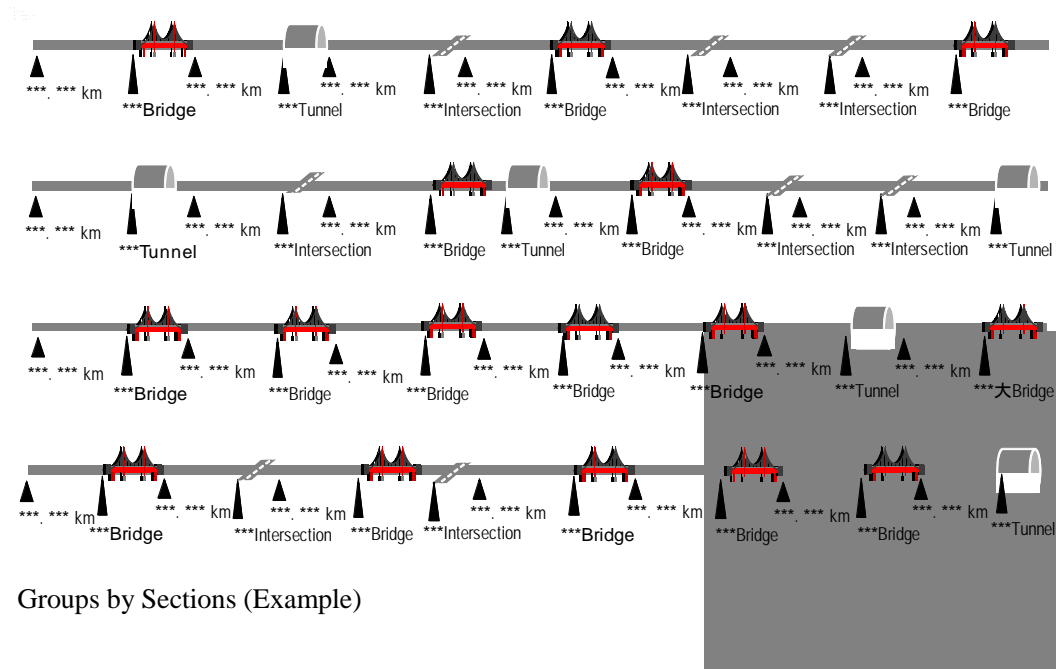 ***. *** km ***. *** km ***. *** km ***. *** km ***. *** km ***. *** km ***. *** km
***Bridge ***Tunnel ***Intersection ***Bridge ***Intersection ***Intersection ***Bridge
***. *** km ***. *** km ***. *** km ***. *** km ***. *** km ***. *** km ***. *** km
***Tunnel ***Intersection ***Bridge ***Tunnel ***Bridge ***Intersection ***Intersection ***Tunnel
***. *** km ***. *** km ***. *** km ***. *** km ***. *** km ***. *** km ***. *** km
***Bridge ***Bridge ***Bridge ***Bridge ***Bridge ***Tunnel ***大Bridge
***. *** km ***. *** km ***. *** km ***. *** km ***. *** km ***. *** km ***. *** km
***Bridge ***Intersection ***Bridge ***Intersection ***Bridge ***Bridge ***Bridge ***Tunnel
Groups by Sections (Example)